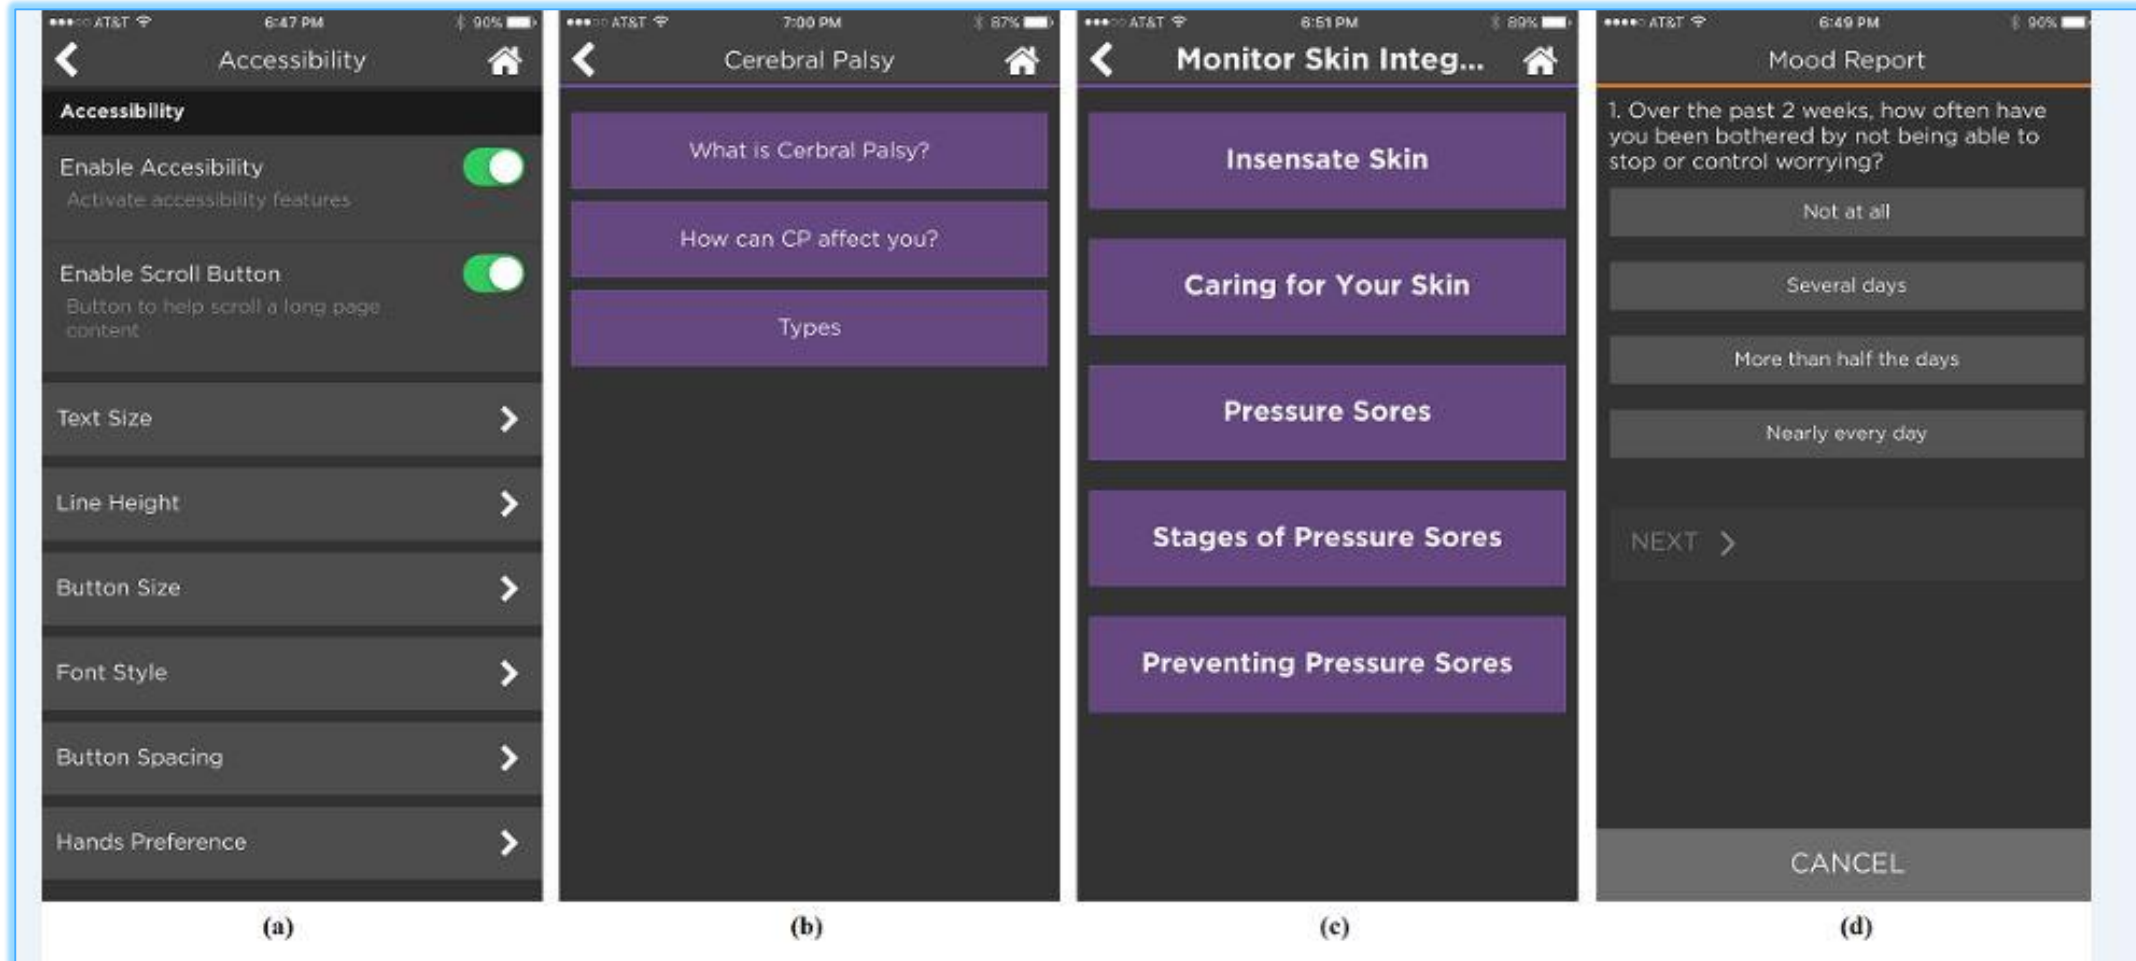 AT&T 6:47 PM 90%
Accessibility
Accessibility
Enable Accesibility
Activate accessibility features
Enable Scroll Button
Button to help scroll a long page
content
Text Size
Line Height
Button Size
Font Style
Button Spacing
Hands Preference
(a)
AT&T 7:00 PM 87%
Cerebral Palsy
What is Cerbral Palsy?
How can CP affect you?
Types
(b)
AT&T 6:51 PM 89%
Monitor Skin Integ...
Insensate Skin
Caring for Your Skin
Pressure Sores
Stages of Pressure Sores
Preventing Pressure Sores
(c)
AT&T 6:49 PM 90%
Mood Report
1. Over the past 2 weeks, how often have
you been bothered by not being able to
stop or control worrying?
Not at all
Several days
More than half the days
Nearly every day
NEXT
CANCEL
(d)